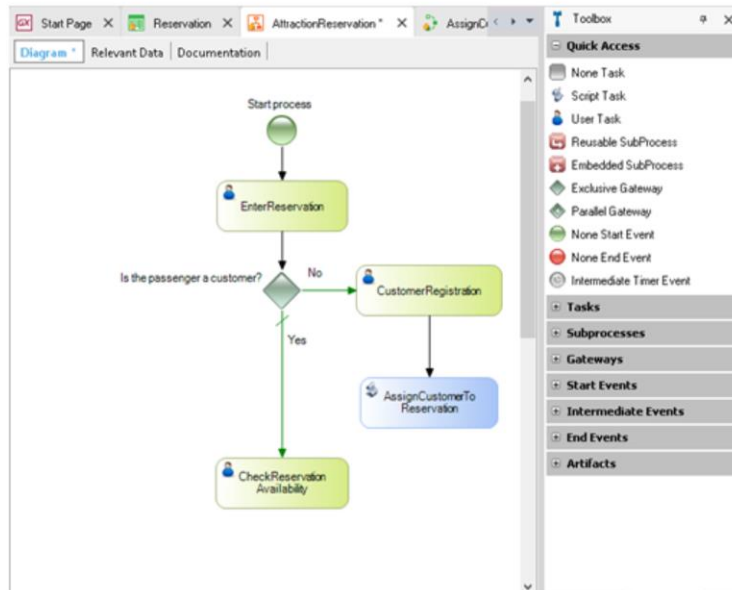 GX Start Page X Reservation X AttractionReservation * X
Diagram * Relevant Data Documentation
Start process
EnterReservation
Is the passenger a customer?
No
CustomerRegistration
Yes
AssignCustomerTo
Reservation
CheckReservation
Availability
Toolbox
Quick Access
None Task
Script Task
User Task
Reusable SubProcess
Embedded SubProcess
Exclusive Gateway
Parallel Gateway
None Start Event
None End Event
Intermediate Timer Event
Tasks
Subprocesses
Gateways
Start Events
Intermediate Events
End Events
Artifacts